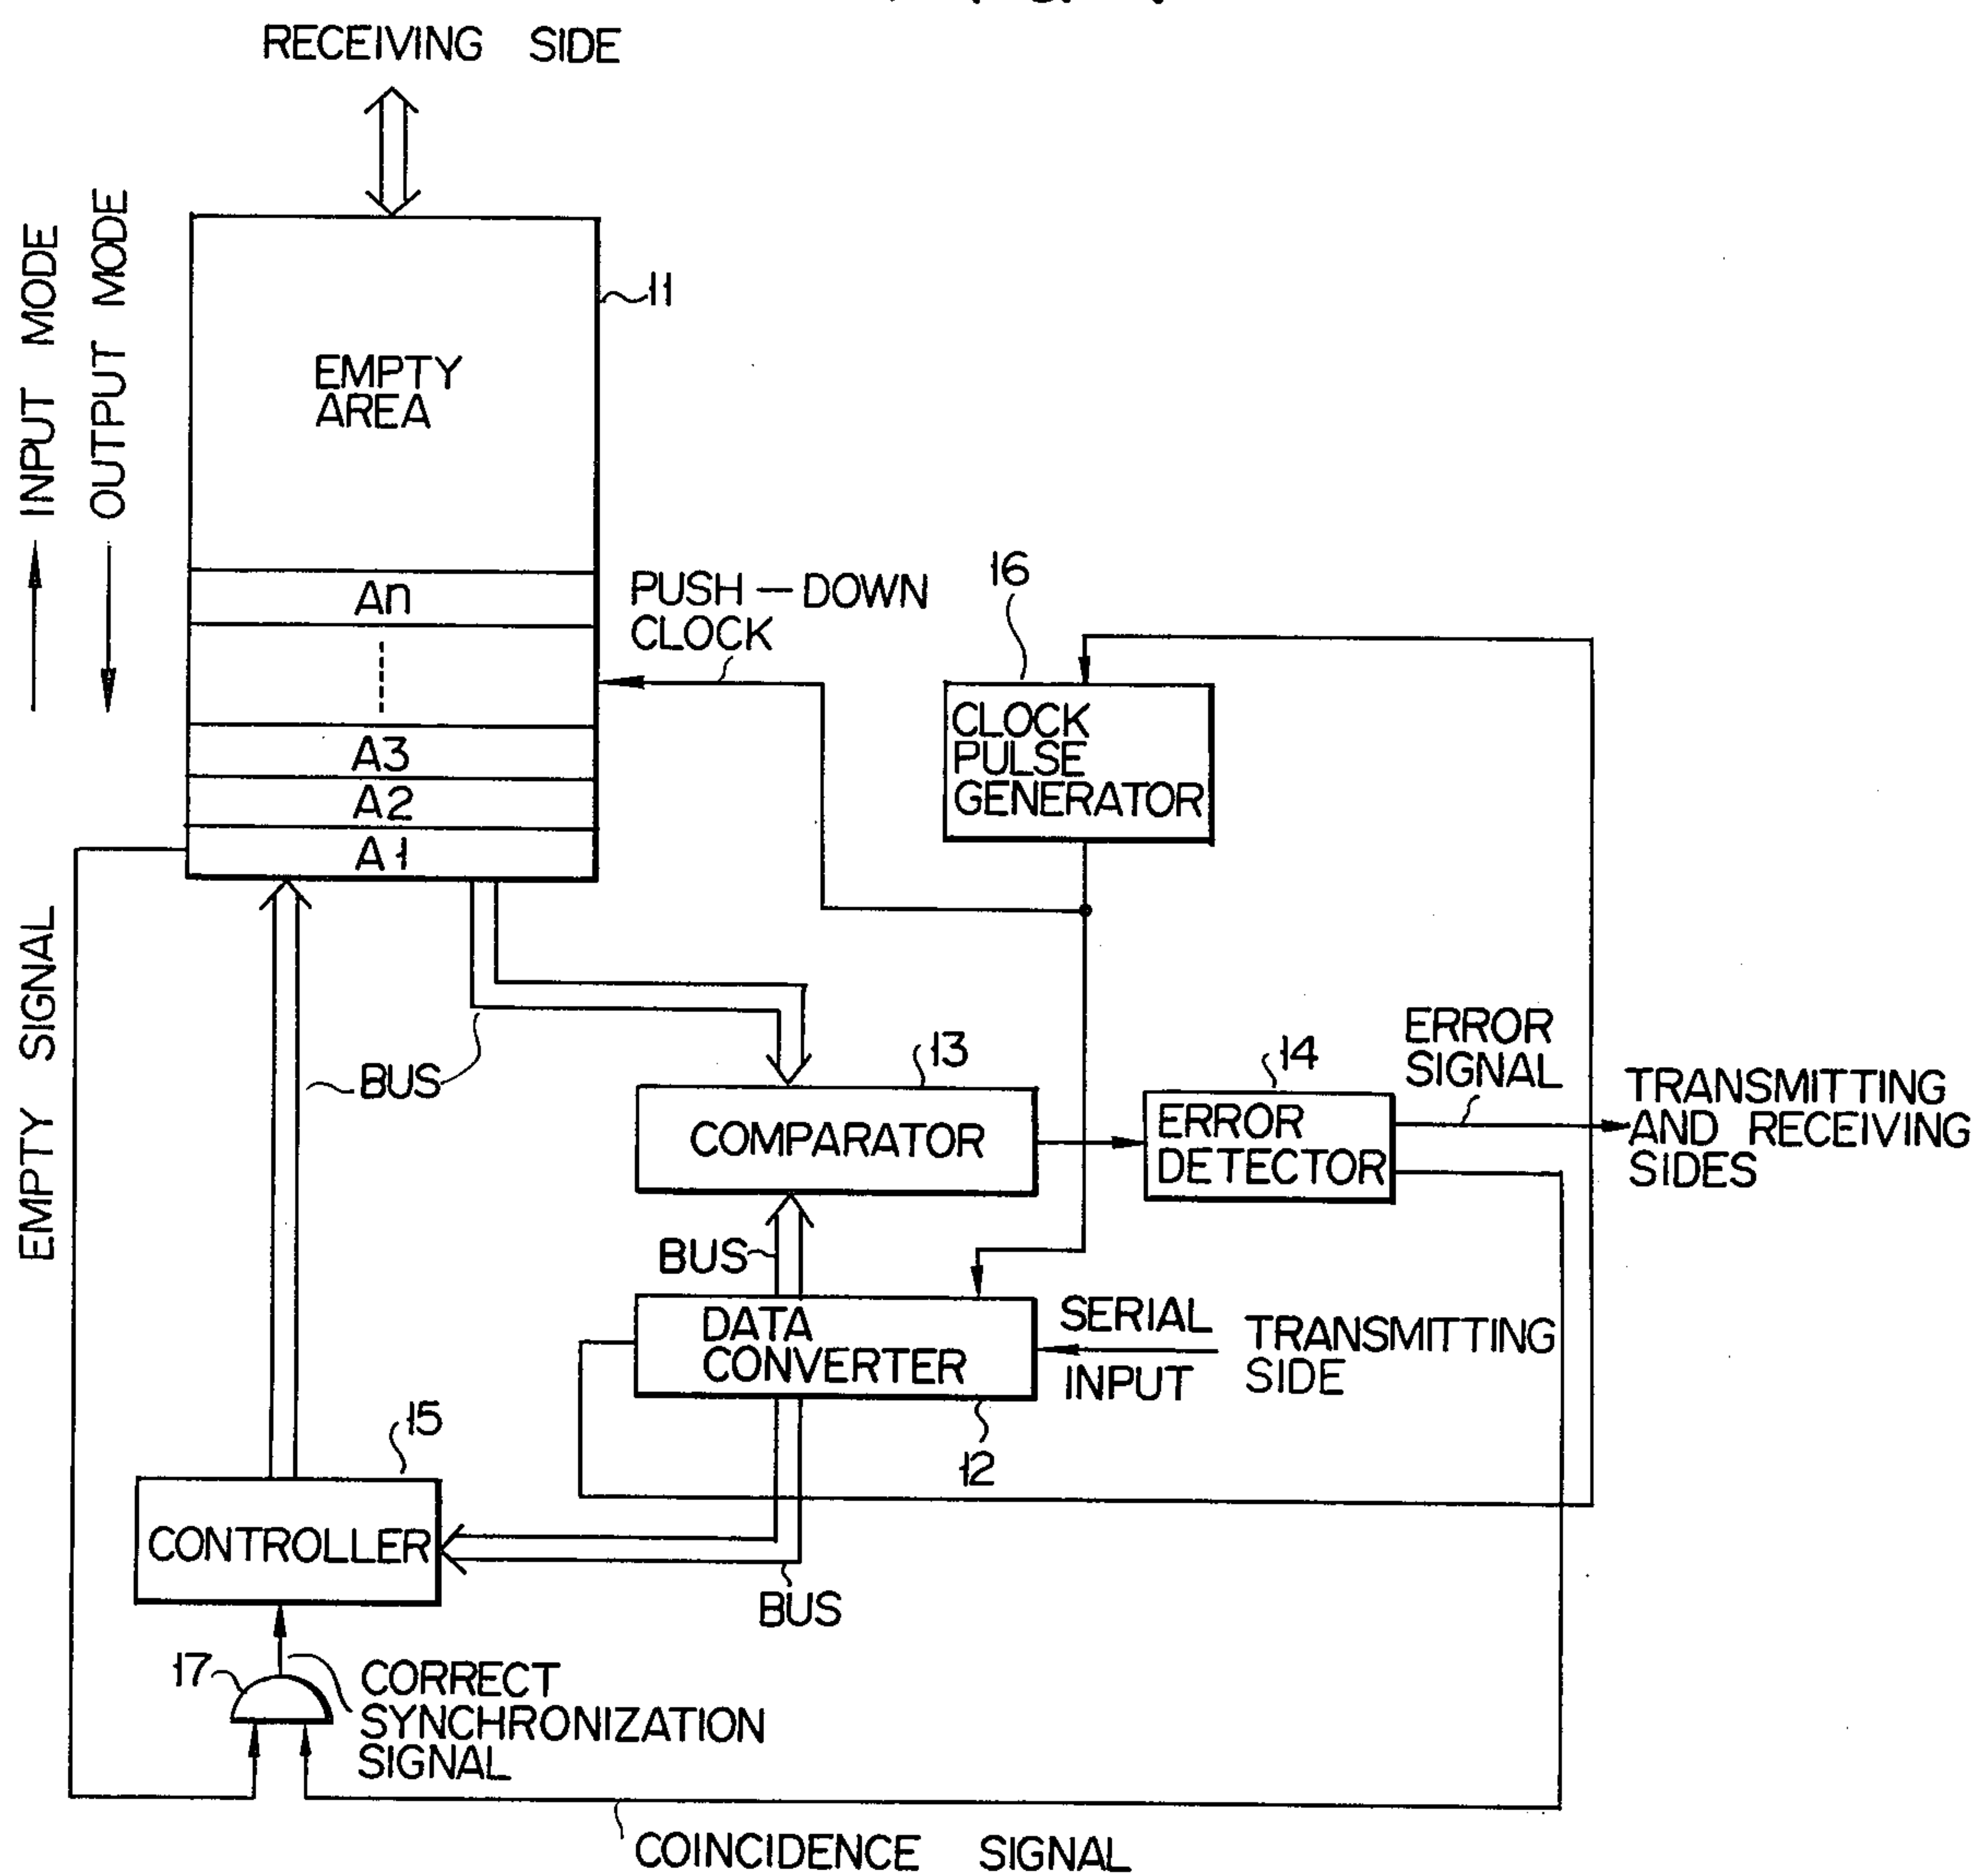 RECEIVING SIDE
INPUT MODE
OUTPUT MODE
11
EMPTY
AREA
An
A3
A2
A1
PUSH—DOWN
CLOCK
16
CLOCK
PULSE
GENERATOR
EMPTY SIGNAL
BUS
13
COMPARATOR
14
ERROR
DETECTOR
ERROR
SIGNAL
TRANSMITTING
AND RECEIVING
SIDES
BUS
DATA
CONVERTER
SERIAL
INPUT
TRANSMITTING
SIDE
12
15
CONTROLLER
BUS
17
CORRECT
SYNCHRONIZATION
SIGNAL
COINCIDENCE SIGNAL